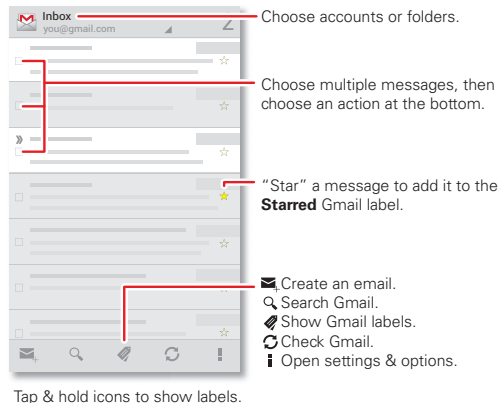 Inbox
you@gmail.com
2
Choose accounts or folders.
Choose multiple messages, then
choose an action at the bottom.
“Star” a message to add it to the
Starred Gmail label.
Create an email.
Search Gmail.
Show Gmail labels.
Check Gmail.
Open settings & options.
Tap & hold icons to show labels.